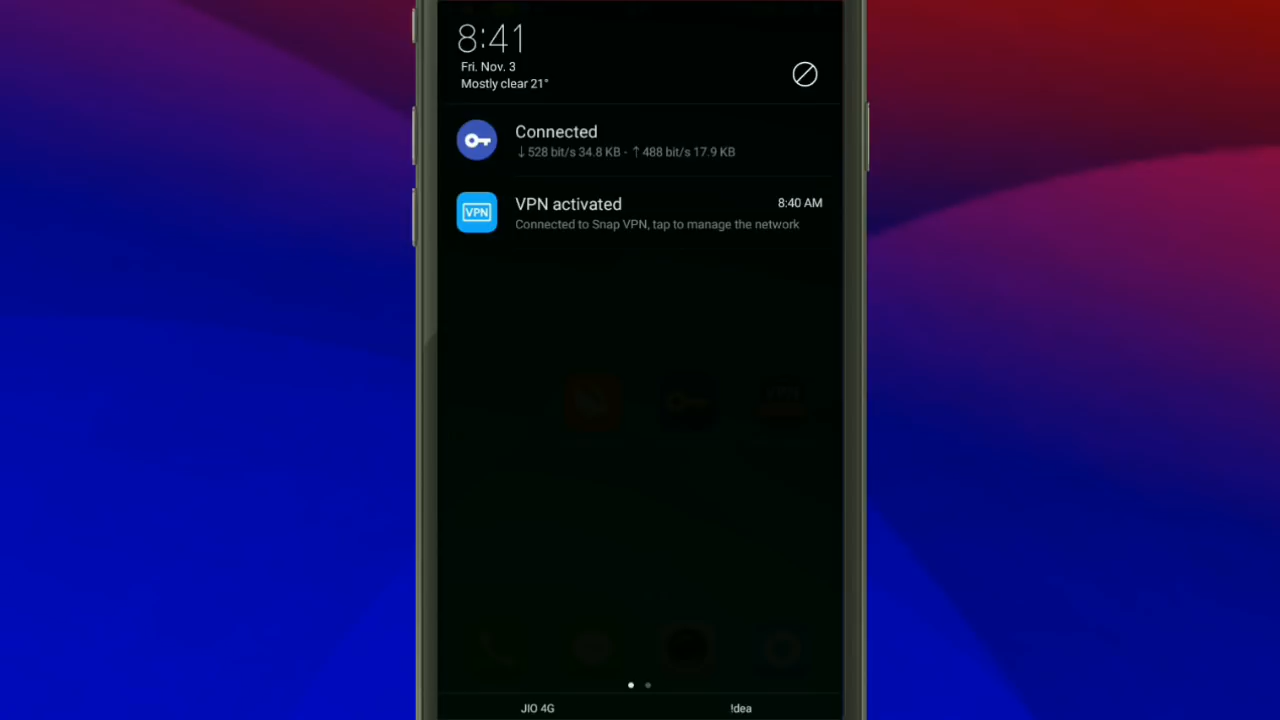 8:41
Fri. Nov. 3
Mostly clear 21°
Connected
↓ 528 bit/s 34.8 KB - ↑ 488 bit/s 17.9 KB
VPN
VPN activated
8:40 AM
Connected to Snap VPN, tap to manage the network
JIO 4G
!dea